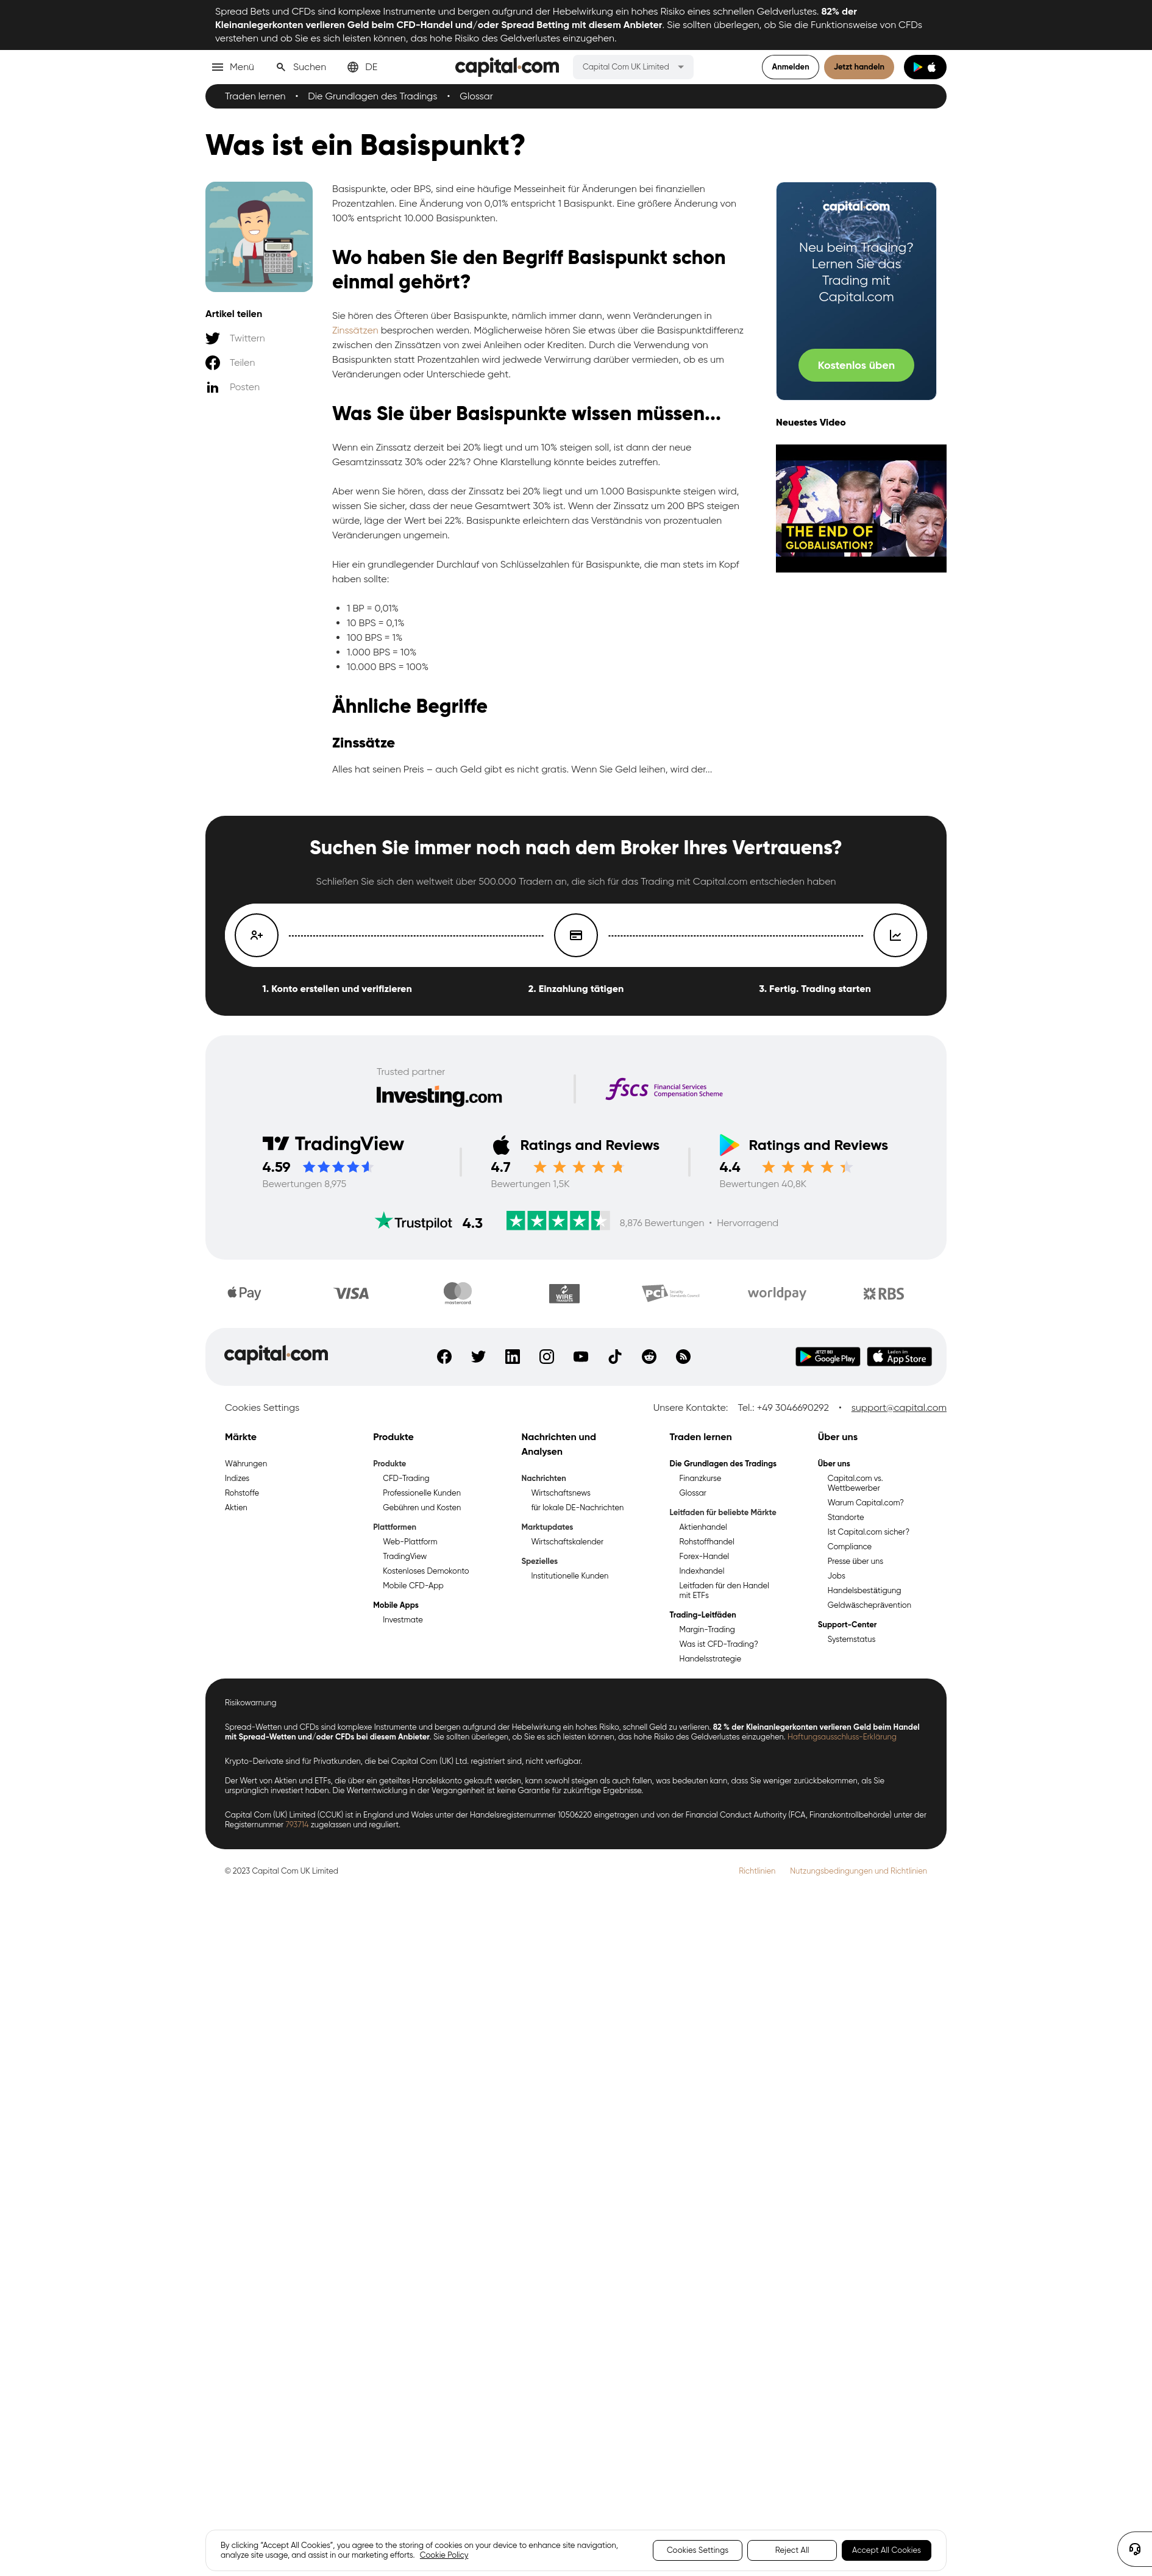 Spread Bets und CFDs sind komplexe Instrumente und bergen aufgrund der Hebelwirkung ein hohes Risiko eines schnellen Geldverlustes. 82% der
Kleinanlegerkonten verlieren Geld beim CFD-Handel und/oder Spread Betting mit diesem Anbieter. Sie sollten überlegen, ob Sie die Funktionsweise von CFDs
verstehen und ob Sie es sich leisten können, das hohe Risiko des Geldverlustes einzugehen.
Menü
Suchen
DE
capital.com
Capital Com UK Limited
Anmelden
Jetzt handeln
Traden lernen • Die Grundlagen des Tradings • Glossar
Was ist ein Basispunkt?
Artikel teilen
Twittern
Teilen
Posten
Basispunkte, oder BPS, sind eine häufige Messeinheit für Änderungen bei finanziellen
Prozentzahlen. Eine Änderung von 0,01% entspricht 1 Basispunkt. Eine größere Änderung von
100% entspricht 10.000 Basispunkten.
Wo haben Sie den Begriff Basispunkt schon
einmal gehört?
Sie hören des Öfteren über Basispunkte, nämlich immer dann, wenn Veränderungen in
Zinssätzen besprochen werden. Möglicherweise hören Sie etwas über die Basispunktdifferenz
zwischen den Zinssätzen von zwei Anleihen oder Krediten. Durch die Verwendung von
Basispunkten statt Prozentzahlen wird jedwede Verwirrung darüber vermieden, ob es um
Veränderungen oder Unterschiede geht.
Was Sie über Basispunkte wissen müssen...
Wenn ein Zinssatz derzeit bei 20% liegt und um 10% steigen soll, ist dann der neue
Gesamtzinssatz 30% oder 22%? Ohne Klarstellung könnte beides zutreffen.
Aber wenn Sie hören, dass der Zinssatz bei 20% liegt und um 1.000 Basispunkte steigen wird,
wissen Sie sicher, dass der neue Gesamtwert 30% ist. Wenn der Zinssatz um 200 BPS steigen
würde, läge der Wert bei 22%. Basispunkte erleichtern das Verständnis von prozentualen
Veränderungen ungemein.
Hier ein grundlegender Durchlauf von Schlüsselzahlen für Basispunkte, die man stets im Kopf
haben sollte:
• 1 BP = 0,01%
• 10 BPS = 0,1%
• 100 BPS = 1%
• 1.000 BPS = 10%
• 10.000 BPS = 100%
Ähnliche Begriffe
Zinssätze
Alles hat seinen Preis – auch Geld gibt es nicht gratis. Wenn Sie Geld leihen, wird der...
capital.com
Neu beim Trading?
Lernen Sie das
Trading mit
Capital.com
Kostenlos üben
Neuestes Video
THE END OF
GLOBALISATION?
Suchen Sie immer noch nach dem Broker Ihres Vertrauens?
Schließen Sie sich den weltweit über 500.000 Tradern an, die sich für das Trading mit Capital.com entschieden haben
1. Konto erstellen und verifizieren
2. Einzahlung tätigen
3. Fertig. Trading starten
Trusted partner
Investing.com
fscs Financial Services
Compensation Scheme
TradingView
4.59
Bewertungen 8,975
Ratings and Reviews
4.7
Bewertungen 1,5K
Ratings and Reviews
4.4
Bewertungen 40,8K
Trustpilot 4.3
8,876 Bewertungen • Hervorragend
Pay
VISA
mastercard
WIRE
TRANSFER
PCI
worldpay
RBS
capital.com
JETZT BEI
Google Play
Laden im
App Store
Cookies Settings
Unsere Kontakte: Tel.: +49 3046690292 • support@capital.com
Märkte
Währungen
Indizes
Rohstoffe
Aktien
Produkte
Produkte
CFD-Trading
Professionelle Kunden
Gebühren und Kosten
Plattformen
Web-Plattform
TradingView
Kostenloses Demokonto
Mobile CFD-App
Mobile Apps
Investmate
Nachrichten und
Analysen
Nachrichten
Wirtschaftsnews
für lokale DE-Nachrichten
Marktupdates
Wirtschaftskalender
Spezielles
Institutionelle Kunden
Traden lernen
Die Grundlagen des Tradings
Finanzkurse
Glossar
Leitfaden für beliebte Märkte
Aktienhandel
Rohstoffhandel
Forex-Handel
Indexhandel
Leitfaden für den Handel
mit ETFs
Trading-Leitfäden
Margin-Trading
Was ist CFD-Trading?
Handelsstrategie
Über uns
Über uns
Capital.com vs.
Wettbewerber
Warum Capital.com?
Standorte
Ist Capital.com sicher?
Compliance
Presse über uns
Jobs
Handelsbestätigung
Geldwäscheprävention
Support-Center
Systemstatus
Risikowarnung
Spread-Wetten und CFDs sind komplexe Instrumente und bergen aufgrund der Hebelwirkung ein hohes Risiko, schnell Geld zu verlieren. 82 % der Kleinanlegerkonten verlieren Geld beim Handel
mit Spread-Wetten und/oder CFDs bei diesem Anbieter. Sie sollten überlegen, ob Sie es sich leisten können, das hohe Risiko des Geldverlustes einzugehen. Haftungsausschluss-Erklärung
Krypto-Derivate sind für Privatkunden, die bei Capital Com (UK) Ltd. registriert sind, nicht verfügbar.
Der Wert von Aktien und ETFs, die über ein geteiltes Handelskonto gekauft werden, kann sowohl steigen als auch fallen, was bedeuten kann, dass Sie weniger zurückbekommen, als Sie
ursprünglich investiert haben. Die Wertentwicklung in der Vergangenheit ist keine Garantie für zukünftige Ergebnisse.
Capital Com (UK) Limited (CCUK) ist in England und Wales unter der Handelsregisternummer 10506220 eingetragen und von der Financial Conduct Authority (FCA, Finanzkontrollbehörde) unter der
Registernummer 793714 zugelassen und reguliert.
© 2023 Capital Com UK Limited
Richtlinien
Nutzungsbedingungen und Richtlinien
By clicking “Accept All Cookies”, you agree to the storing of cookies on your device to enhance site navigation,
analyze site usage, and assist in our marketing efforts. Cookie Policy
Cookies Settings
Reject All
Accept All Cookies